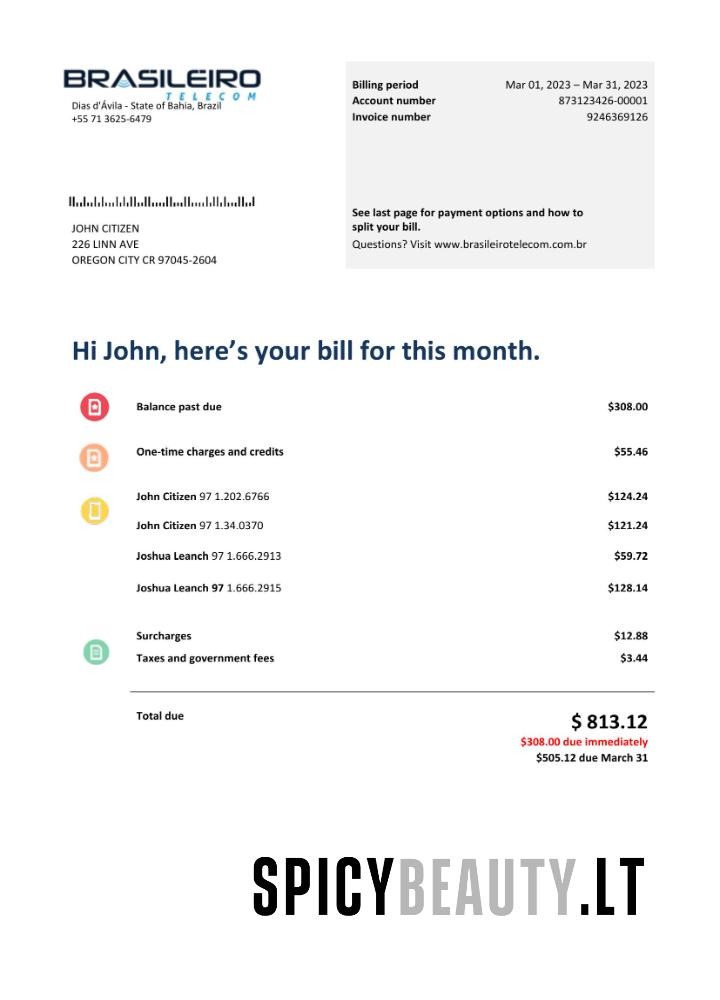 BRASILEIRO
TELECOM
Dias d'Ávila - State of Bahia, Brazil
+55 71 3625-6479
Billing period Mar 01, 2023 – Mar 31, 2023
Account number 873123426-00001
Invoice number 9246369126
See last page for payment options and how to
split your bill.
Questions? Visit www.brasileirotelecom.com.br
JOHN CITIZEN
226 LINN AVE
OREGON CITY CR 97045-2604
Hi John, here’s your bill for this month.
Balance past due $308.00
One-time charges and credits $55.46
John Citizen 97 1.202.6766 $124.24
John Citizen 97 1.34.0370 $121.24
Joshua Leanch 97 1.666.2913 $59.72
Joshua Leanch 97 1.666.2915 $128.14
Surcharges $12.88
Taxes and government fees $3.44
Total due $ 813.12
$308.00 due immediately
$505.12 due March 31
SPICYBEAUTY.LT